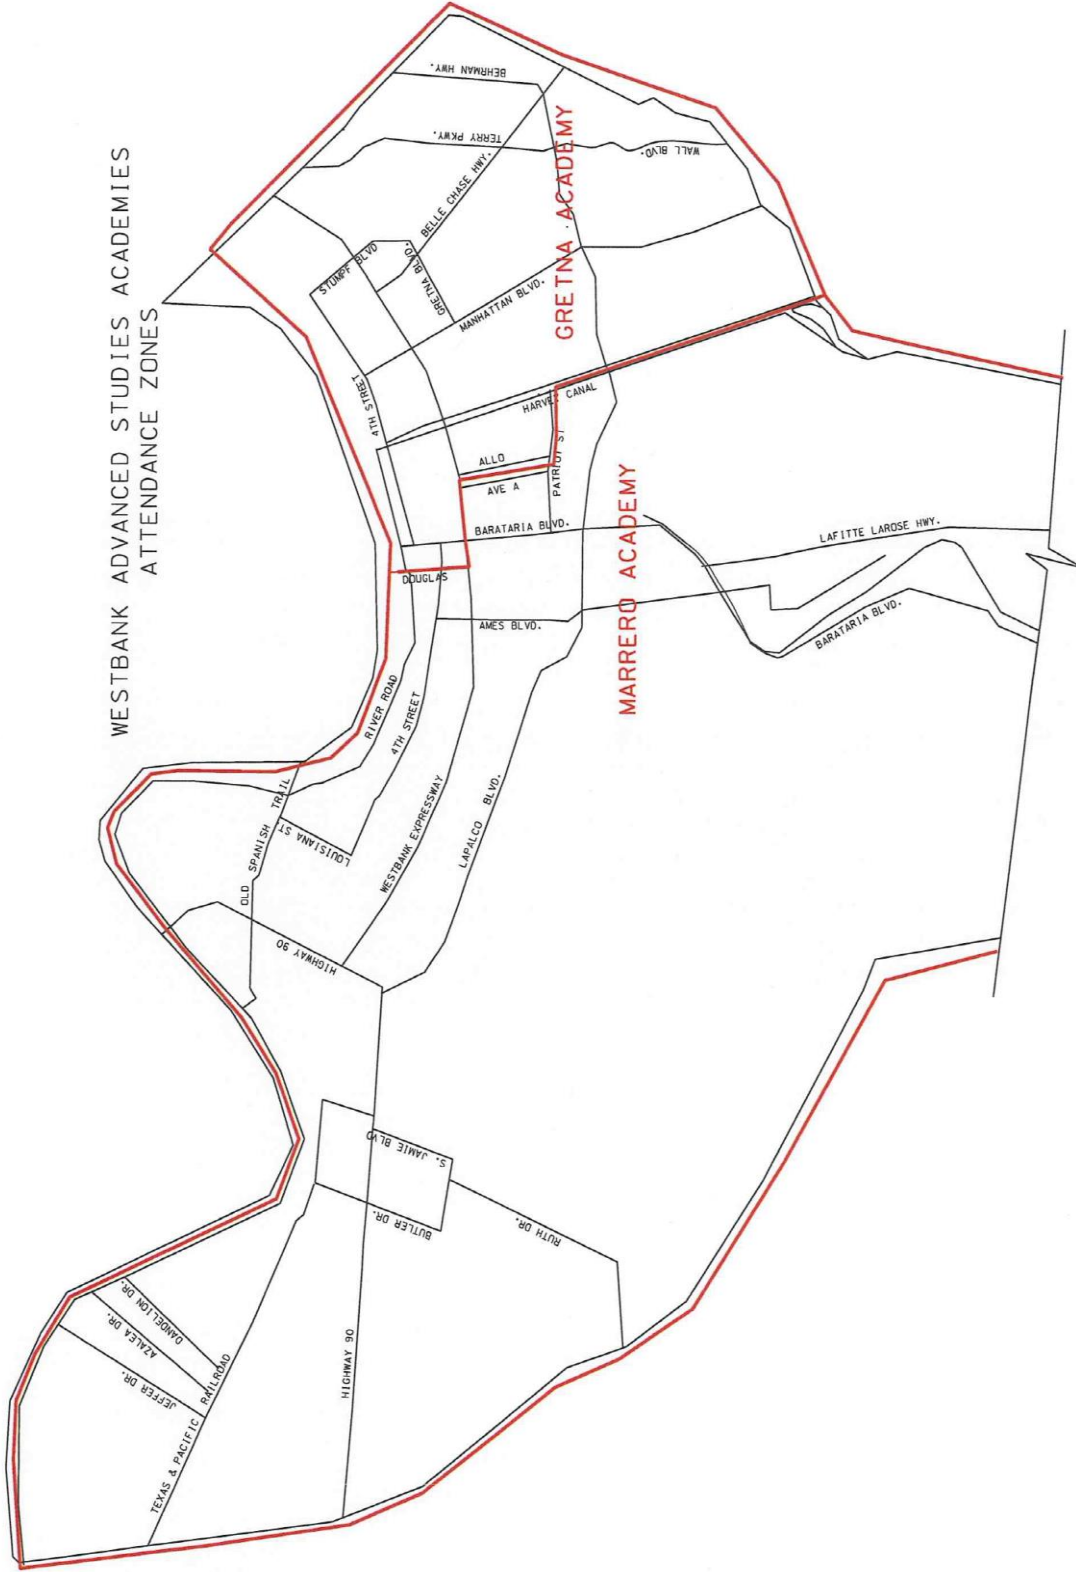 WESTBANK ADVANCED STUDIES ACADEMIES
ATTENDANCE ZONES
BEHRMAN HWY.
TERRY PKWY.
WALL BLVD.
BELLE CHASE HWY.
STUMPF BLVD
GRETNA BLVD.
MANHATTAN BLVD.
GRETNA ACADEMY
4TH STREET
HARVEY CANAL
ALLO
AVE A
PATRIOT ST
BARATARIA BLVD.
DOUGLAS
AMES BLVD.
MARRERO ACADEMY
LAFITTE LAROSE HWY.
BARATARIA BLVD.
RIVER ROAD
4TH STREET
WESTBANK EXPRESSWAY
LAPALCO BLVD.
OLD SPANISH TRAIL
LOUISIANA ST.
HIGHWAY 90
S. JAMIE BLVD
BUTLER DR.
RUTH DR.
DANDELION DR.
AZALEA DR.
JEFFER DR.
TEXAS & PACIFIC RAILROAD
HIGHWAY 90